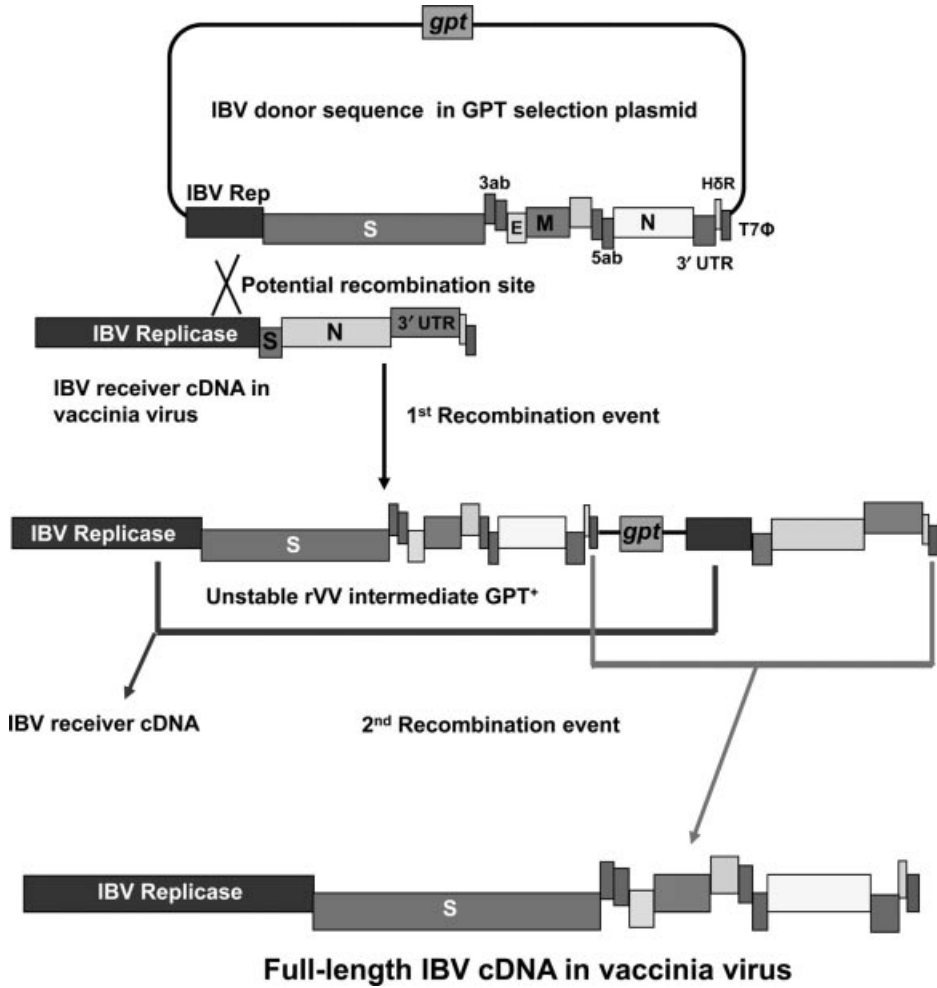 gpt
IBV donor sequence in GPT selection plasmid
3ab
HδR
IBV Rep
S
E
M
N
T7Φ
5ab
3′ UTR
Potential recombination site
IBV Replicase
S
N
3′ UTR
IBV receiver cDNA in
vaccinia virus
1st Recombination event
IBV Replicase
S
gpt
Unstable rVV intermediate GPT+
IBV receiver cDNA
2nd Recombination event
IBV Replicase
S
Full-length IBV cDNA in vaccinia virus